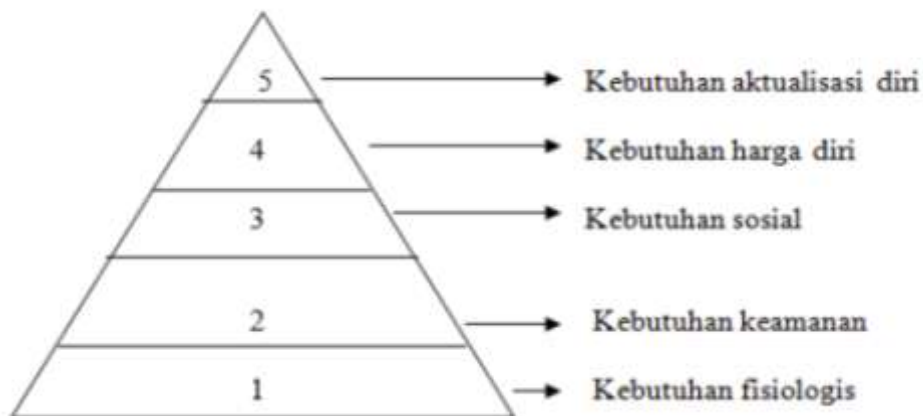 5 Kebutuhan aktualisasi diri
4 Kebutuhan harga diri
3 Kebutuhan sosial
2 Kebutuhan keamanan
1 Kebutuhan fisiologis